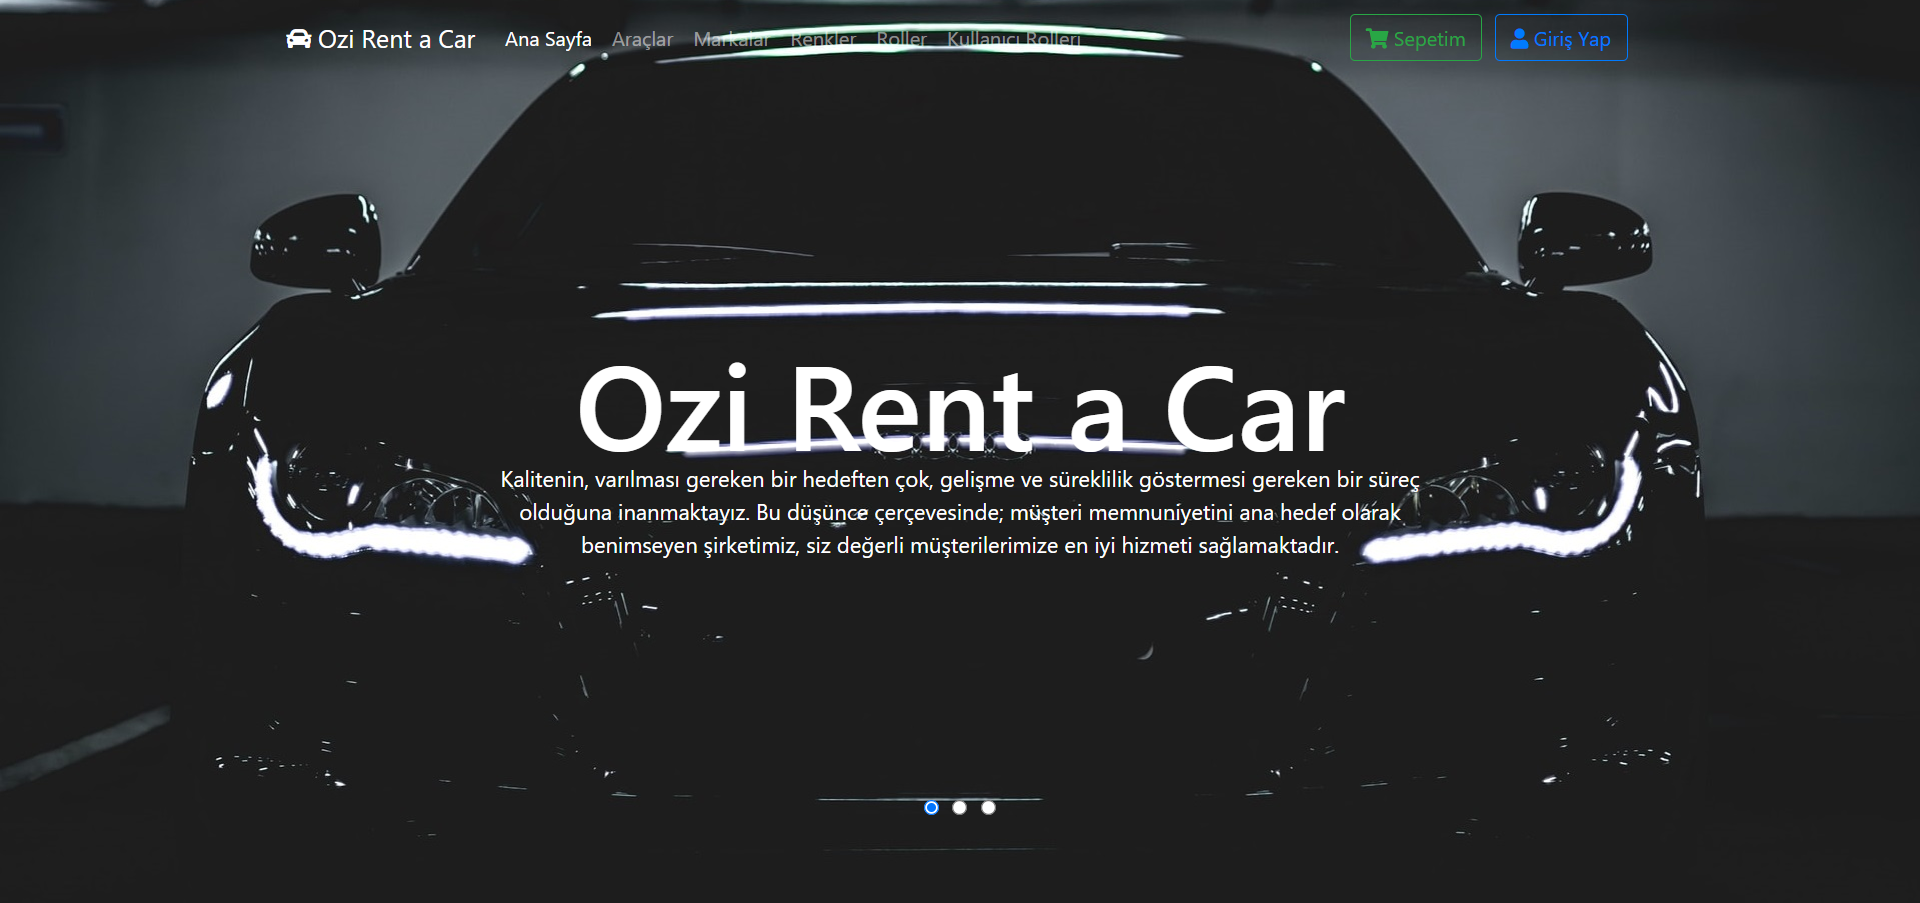 Ozi Rent a Car Ana Sayfa Araçlar Markalar Renkler Roller Kullanıcı Rolleri Sepetim Giriş Yap
Ozi Rent a Car
Kalitenin, varılması gereken bir hedeften çok, gelişme ve süreklilik göstermesi gereken bir süreç
olduğuna inanmaktayız. Bu düşünce çerçevesinde; müşteri memnuniyetini ana hedef olarak
benimseyen şirketimiz, siz değerli müşterilerimize en iyi hizmeti sağlamaktadır.